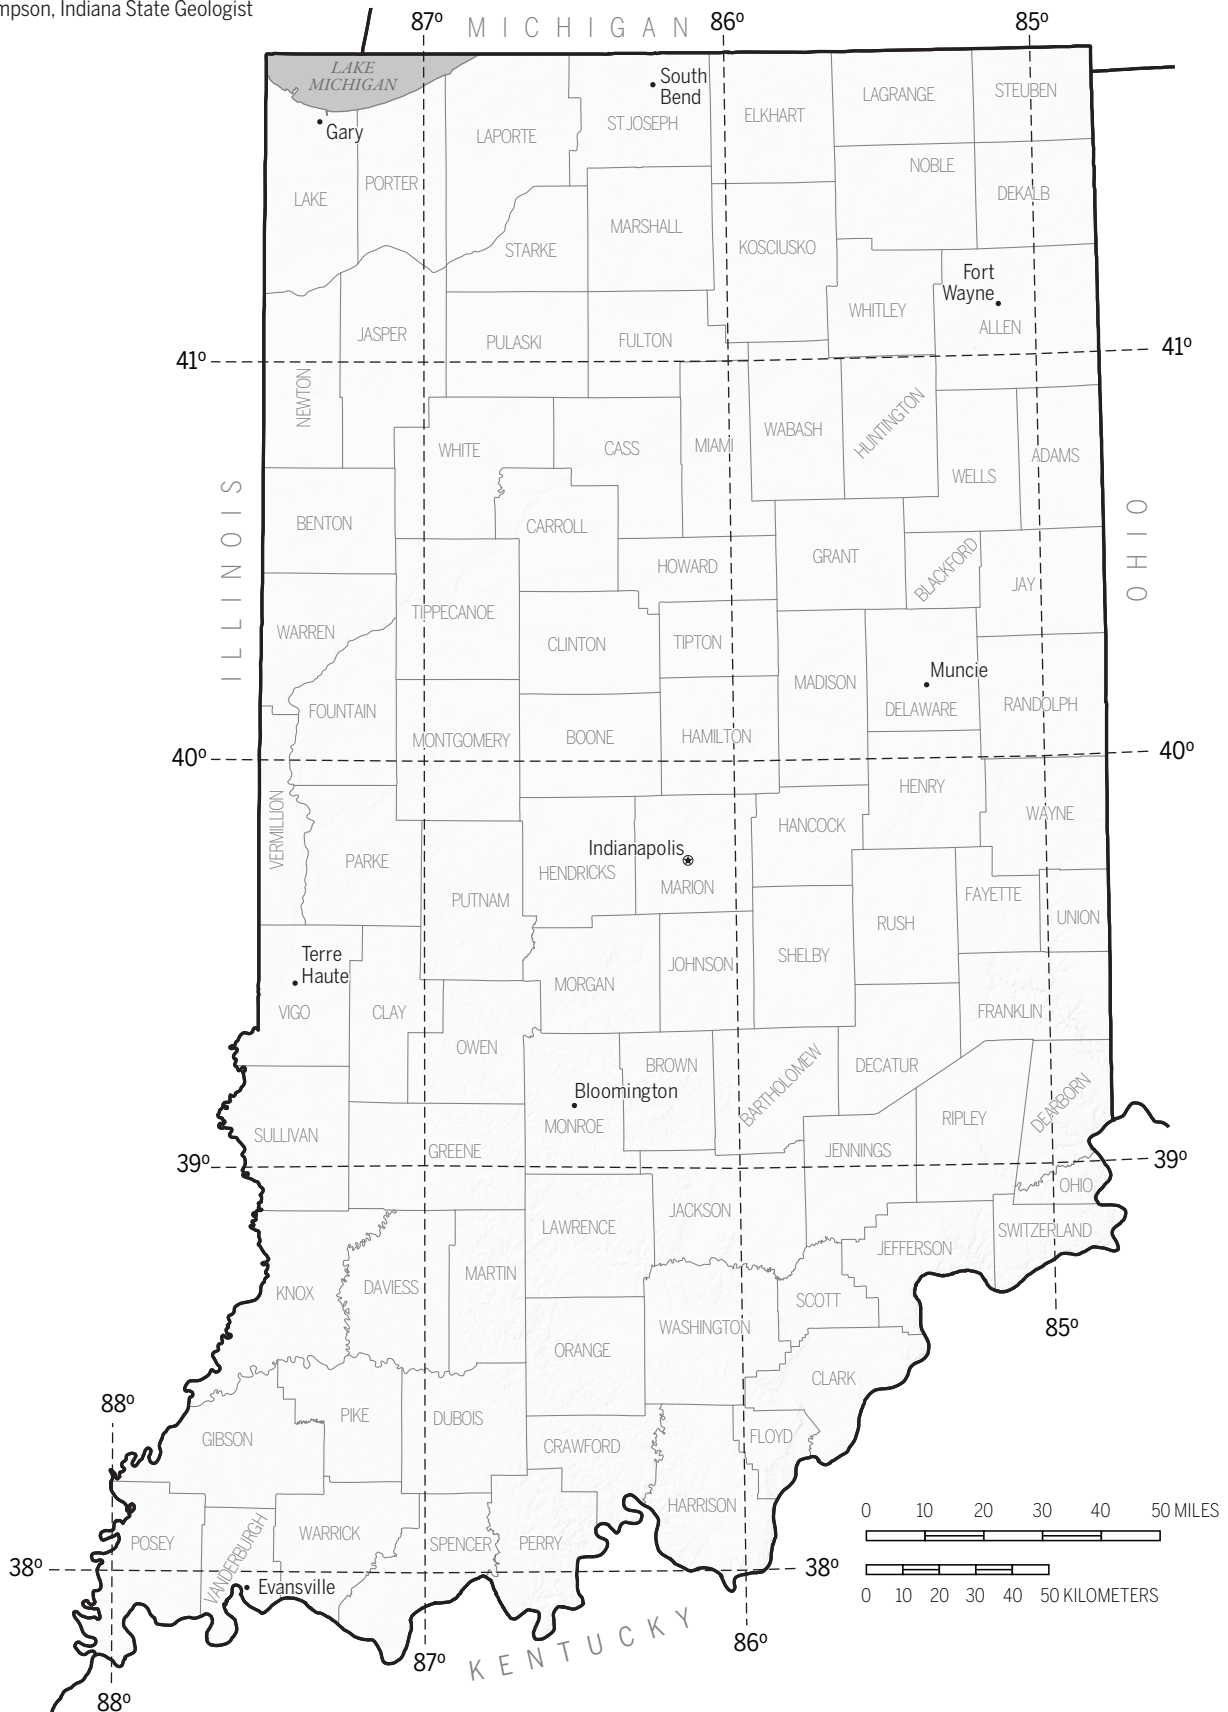 mpson, Indiana State Geologist
87º
MICHIGAN
86º
85º
LAKE
MICHIGAN
South
Bend
Gary
LAPORTE
ST JOSEPH
ELKHART
LAGRANGE
STEUBEN
LAKE
PORTER
NOBLE
DEKALB
STARKE
MARSHALL
KOSCIUSKO
Fort
Wayne
WHITLEY
ALLEN
JASPER
PULASKI
FULTON
41º
41º
NEWTON
WHITE
CASS
MIAMI
WABASH
HUNTINGTON
WELLS
ADAMS
ILLINOIS
OHIO
BENTON
CARROLL
HOWARD
GRANT
BLACKFORD
JAY
WARREN
TIPPECANOE
CLINTON
TIPTON
MADISON
Muncie
DELAWARE
RANDOLPH
FOUNTAIN
MONTGOMERY
BOONE
HAMILTON
40º
40º
VERMILLION
HENRY
WAYNE
HANCOCK
PARKE
Indianapolis
HENDRICKS
MARION
PUTNAM
RUSH
FAYETTE
UNION
Terre
Haute
MORGAN
JOHNSON
SHELBY
VIGO
CLAY
FRANKLIN
OWEN
BROWN
BARTHOLOMEW
DECATUR
DEARBORN
Bloomington
MONROE
RIPLEY
SULLIVAN
GREENE
JENNINGS
39º
39º
OHIO
LAWRENCE
JACKSON
SWITZERLAND
JEFFERSON
KNOX
DAVIESS
MARTIN
SCOTT
WASHINGTON
ORANGE
85º
CLARK
88º
GIBSON
PIKE
DUBOIS
CRAWFORD
FLOYD
HARRISON
POSEY
VANDERBURGH
WARRICK
SPENCER
PERRY
0 10 20 30 40 50 MILES
38º
38º
Evansville
0 10 20 30 40 50 KILOMETERS
KENTUCKY
86º
87º
88º